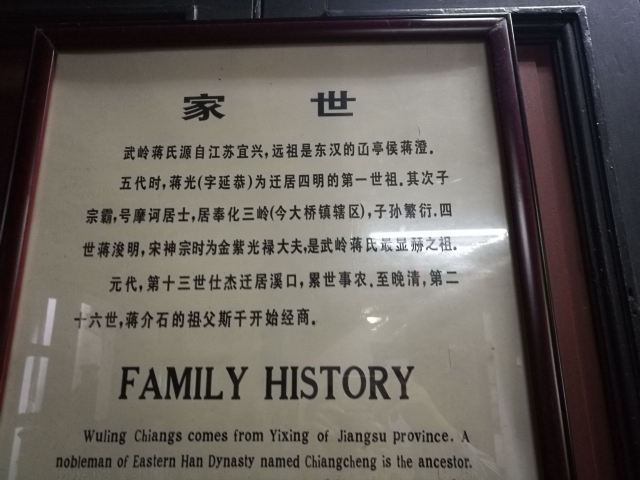 家 世
武岭蒋氏源自江苏宜兴，远祖是东汉的㓋亭侯蒋澄．
五代时，蒋光(字延恭)为迁居四明的第一世祖．其次子
宗霸，号摩诃居士，居奉化三岭(今大桥镇辖区)，子孙繁衍．四
世蒋浚明，宋神宗时为金紫光禄大夫，是武岭蒋氏最显赫之祖．
元代，第十三世仕杰迁居溪口，累世事农．至晚清，第二
十六世，蒋介石的祖父斯千开始经商．
FAMILY HISTORY
Wuling Chiangs comes from Yixing of Jiangsu province. A
nobleman of Eastern Han Dynasty named Chiangcheng is the ancestor.